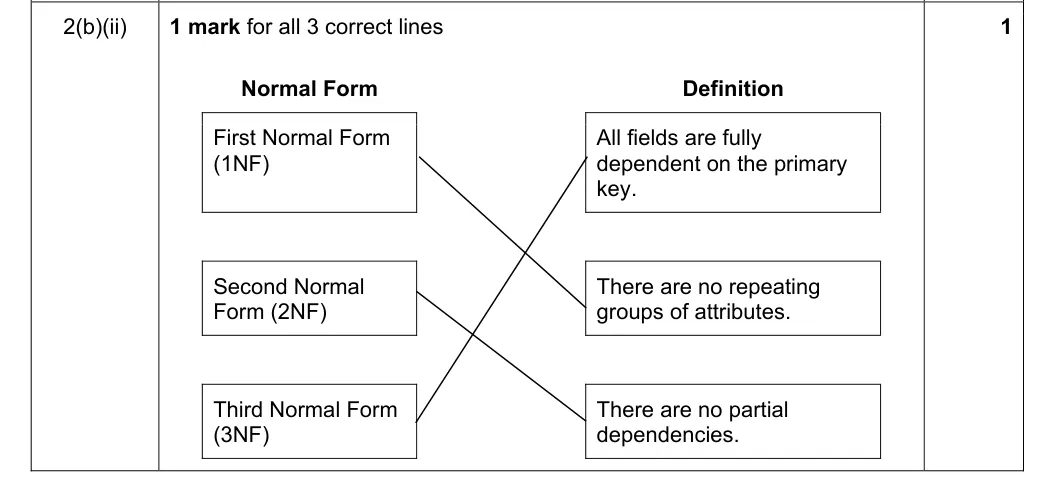 2(b)(ii)
1 mark for all 3 correct lines
1
Normal Form
Definition
First Normal Form
(1NF)
All fields are fully
dependent on the primary
key.
Second Normal
Form (2NF)
There are no repeating
groups of attributes.
Third Normal Form
(3NF)
There are no partial
dependencies.